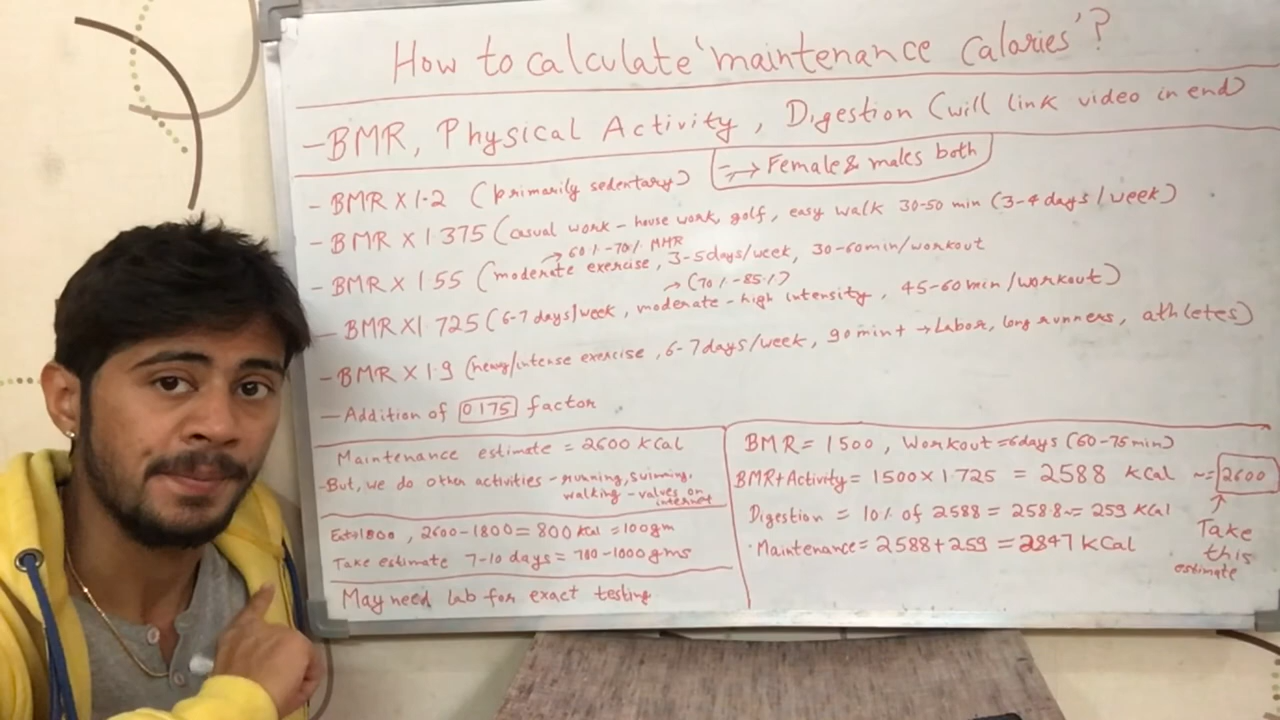 How to calculate 'maintenance calories'?
- BMR, Physical Activity, Digestion (will link video in end)
- BMR X 1.2 (primarily sedentary) => Female & males both
- BMR X 1.375 (casual work - house work, golf, easy walk 30-50 min (3-4 days/week)
→ 60%-70% MHR
- BMR X 1.55 (moderate exercise, 3-5 days/week, 30-60 min/workout
→ (70%-85%)
- BMR X 1.725 (6-7 days/week, moderate - high intensity, 45-60 min/workout)
- BMR X 1.9 (heavy/intense exercise, 6-7 days/week, 90 min+ → Labor, long runners, athletes)
- Addition of 0.175 factor
Maintenance estimate = 2600 kCal
- But, we do other activities - running, swimming,
walking - values on
internet
Eat→1800, 2600-1800 = 800 kCal = 100gm
Take estimate 7-10 days = 700-1000 gms
May need lab for exact testing
BMR = 1500, Workout = 6 days (60-75 min)
BMR + Activity = 1500 X 1.725 = 2588 kCal ~= 2600
Digestion = 10% of 2588 = 258.8 ~= 259 kCal
Maintenance = 2588 + 259 = 2847 kCal
↑
Take
this
estimate